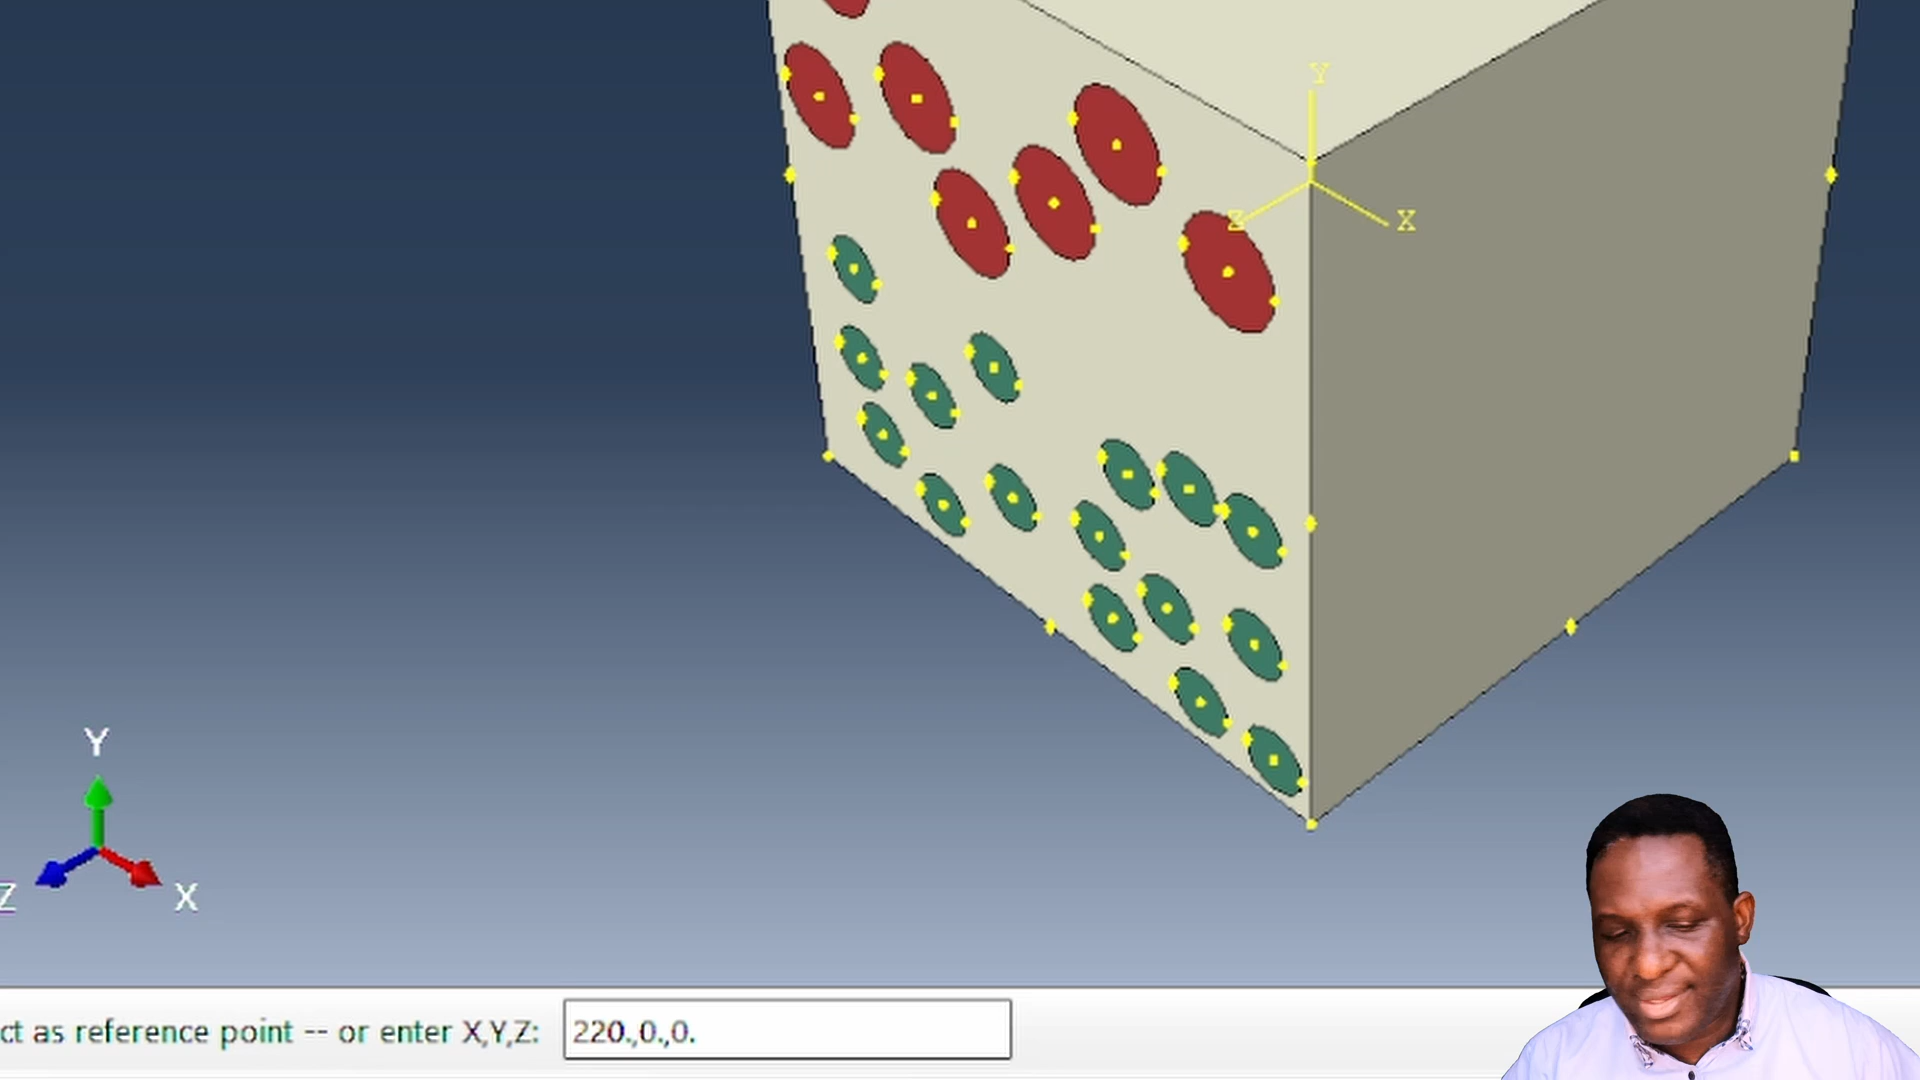 Y
Z X
Y
Z X
ct as reference point -- or enter X,Y,Z: 220.,0.,0.